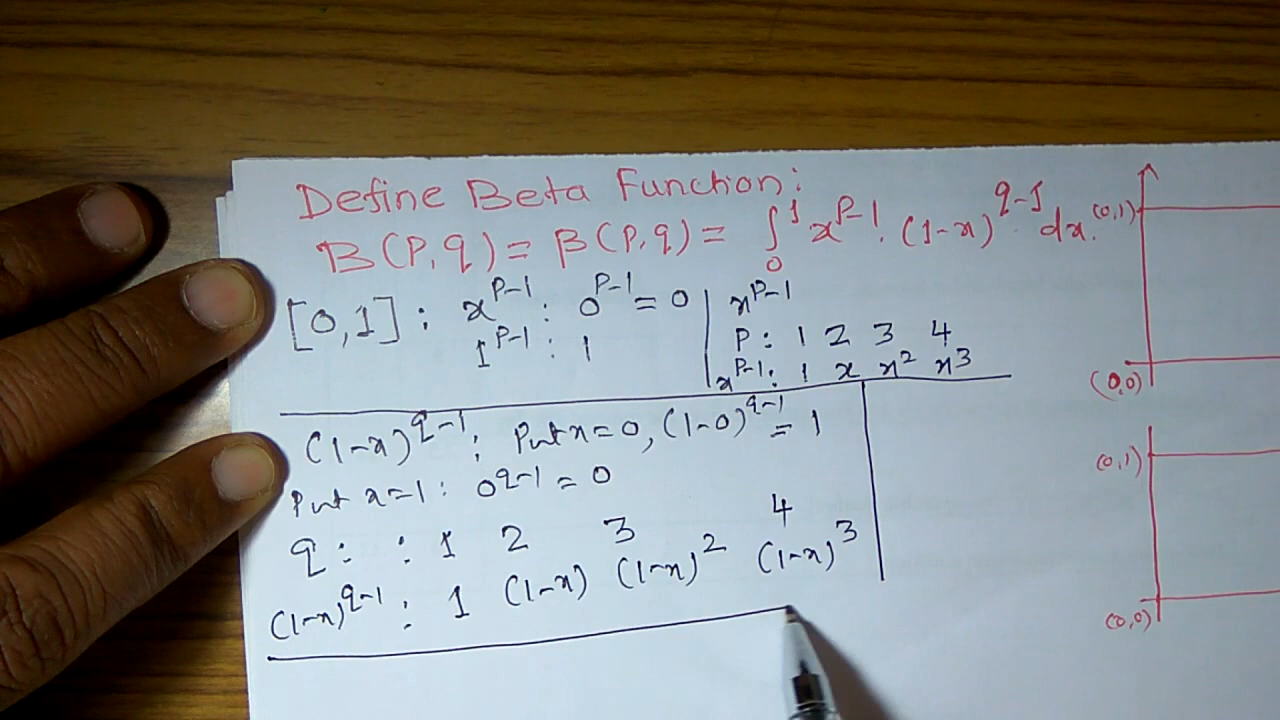 Define Beta Function:
B(P,q) = β(P,q) = ∫₀¹ x^{P-1} · (1-x)^{q-1} · dx.
[0,1] : x^{P-1} : 0^{P-1} = 0
1^{P-1} : 1
x^{P-1}
P : 1 2 3 4
x^{P-1} : 1 x x² x³
(1-x)^{q-1} : Put x=0, (1-0)^{q-1} = 1
Put x=1 : 0^{q-1} = 0
q : : 1 2 3 4
(1-x)^{q-1} : 1 (1-x) (1-x)² (1-x)³
(0,1)
(0,0)
(0,1)
(0,0)